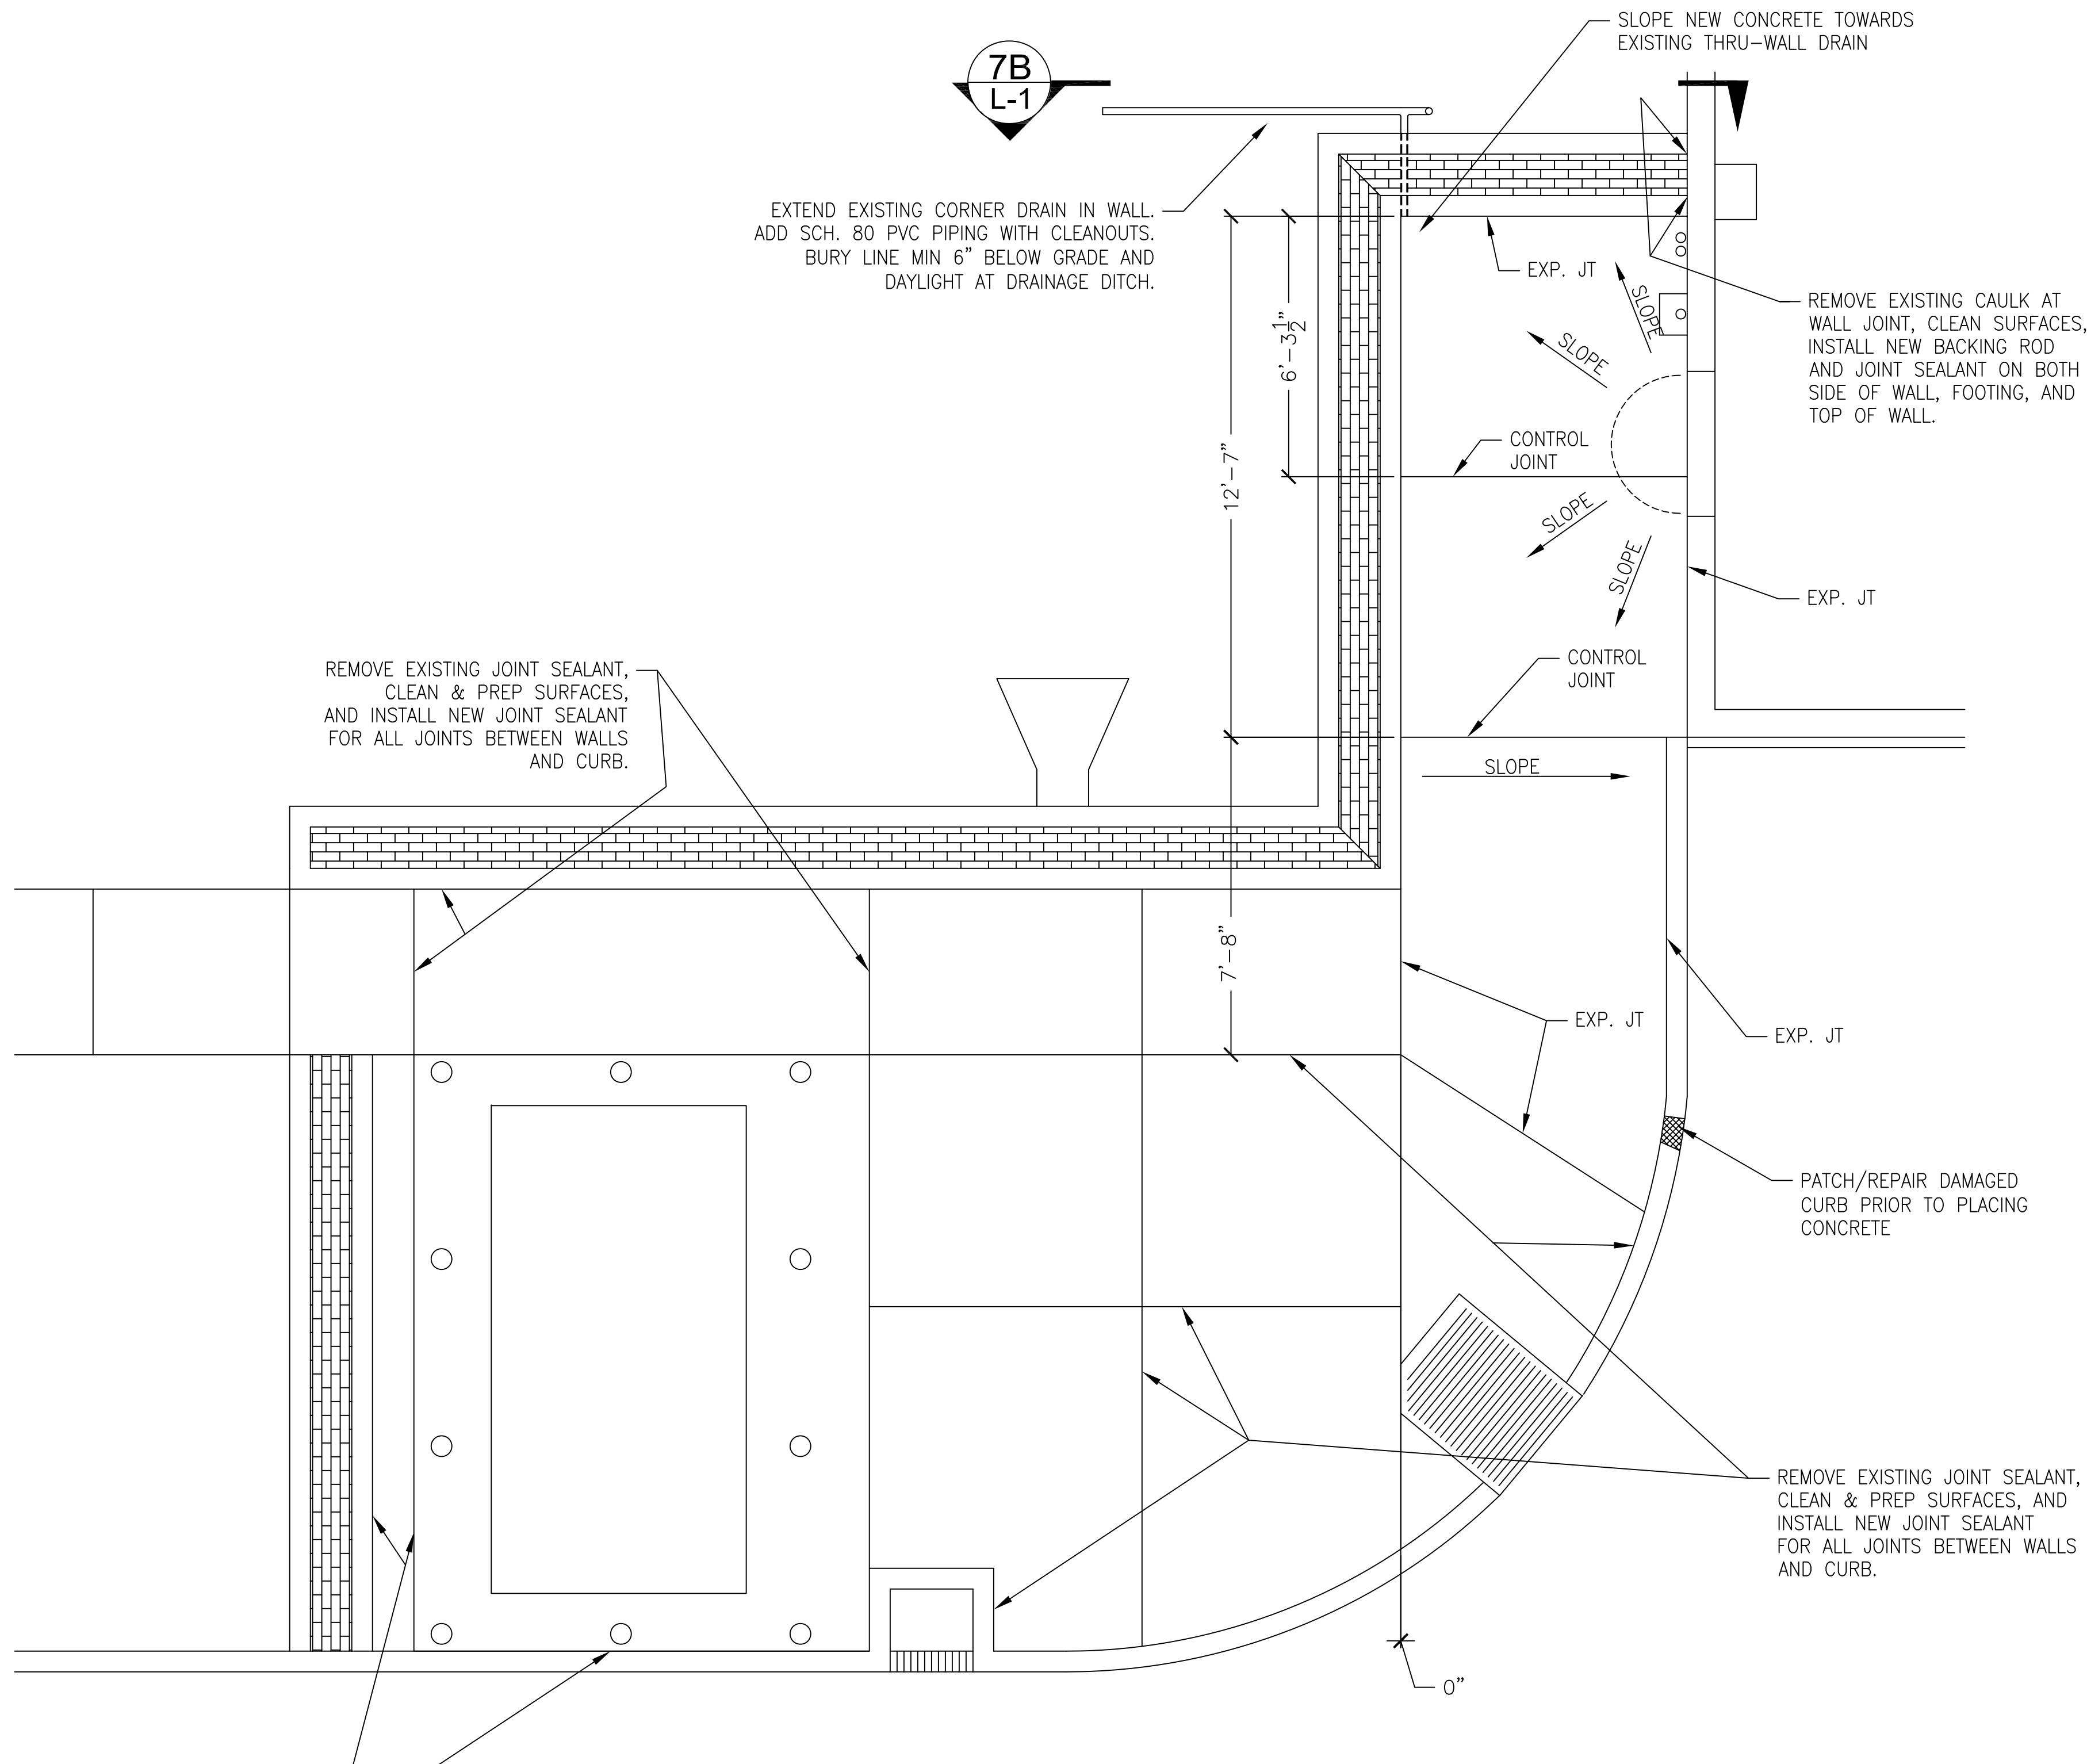 SLOPE NEW CONCRETE TOWARDS
EXISTING THRU-WALL DRAIN
7B
L-1
EXTEND EXISTING CORNER DRAIN IN WALL.
ADD SCH. 80 PVC PIPING WITH CLEANOUTS.
BURY LINE MIN 6” BELOW GRADE AND
DAYLIGHT AT DRAINAGE DITCH.
EXP. JT
SLOPE
REMOVE EXISTING CAULK AT
WALL JOINT, CLEAN SURFACES,
INSTALL NEW BACKING ROD
AND JOINT SEALANT ON BOTH
SIDE OF WALL, FOOTING, AND
TOP OF WALL.
6'-3 1/2”
SLOPE
12'-7”
CONTROL
JOINT
SLOPE
SLOPE
EXP. JT
CONTROL
JOINT
REMOVE EXISTING JOINT SEALANT,
CLEAN & PREP SURFACES,
AND INSTALL NEW JOINT SEALANT
FOR ALL JOINTS BETWEEN WALLS
AND CURB.
SLOPE
7'-8”
EXP. JT
EXP. JT
PATCH/REPAIR DAMAGED
CURB PRIOR TO PLACING
CONCRETE
REMOVE EXISTING JOINT SEALANT,
CLEAN & PREP SURFACES, AND
INSTALL NEW JOINT SEALANT
FOR ALL JOINTS BETWEEN WALLS
AND CURB.
0”